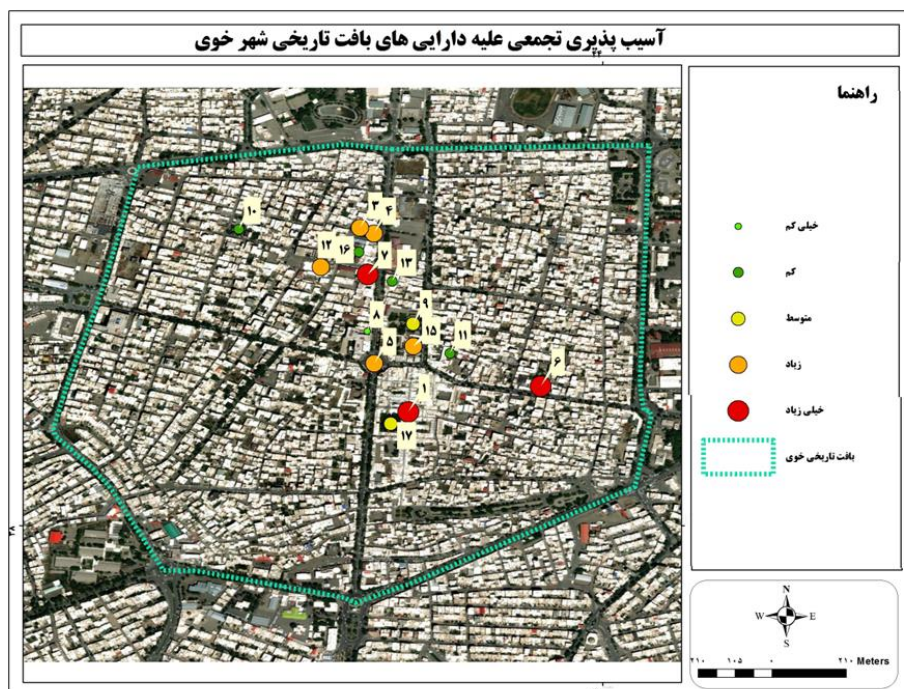 آسیب پذیری تجمعی علیه دارایی های بافت تاریخی شهر خوی
۴۴
راهنما
خیلی کم
کم
متوسط
زیاد
خیلی زیاد
بافت تاریخی خوی
۳
۴
۱۰
۱۲
۱۶
۷
۱۳
۹
۸
۱۵
۵
۱۱
۶
۱
۱۷
۳۸
N
W E
S
۲۱۰ ۱۰۵ ۰ ۲۱۰ Meters